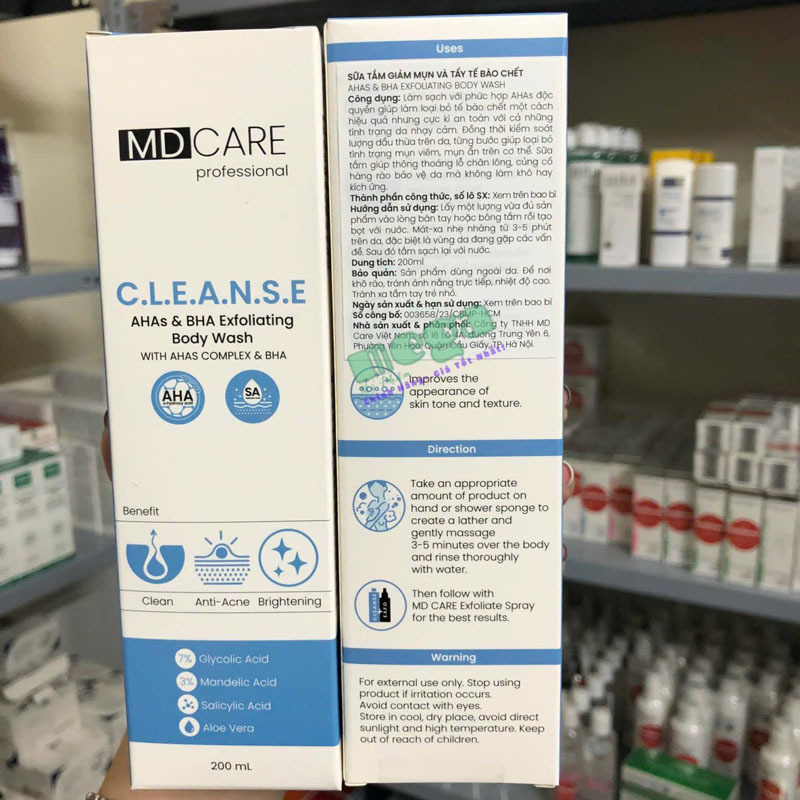 MD CARE
professional
C.L.E.A.N.S.E
AHAs & BHA Exfoliating
Body Wash
WITH AHAS COMPLEX & BHA
AHA
α-hydroxy acid
SA
Benefit
Clean
Anti-Acne
Brightening
7% Glycolic Acid
3% Mandelic Acid
Salicylic Acid
Aloe Vera
200 mL
Uses
SỮA TẮM GIẢM MỤN VÀ TẨY TẾ BÀO CHẾT
AHAS & BHA EXFOLIATING BODY WASH
Công dụng: Làm sạch với phức hợp AHAs độc
quyền giúp làm loại bỏ tế bào chết một cách
hiệu quả nhưng cực kì an toàn với cả những
tình trạng da nhạy cảm. Đồng thời kiểm soát
lượng dầu thừa trên da, từng bước giúp loại bỏ
tình trạng mụn viêm, mụn ẩn trên cơ thể. Sữa
tắm giúp thông thoáng lỗ chân lông, củng cố
hàng rào bảo vệ da mà không làm khô hay
kích ứng.
Thành phần công thức, số lô SX: Xem trên bao bì
Hướng dẫn sử dụng: Lấy một lượng vừa đủ sản
phẩm vào lòng bàn tay hoặc bông tắm rồi tạo
bọt với nước. Mát-xa nhẹ nhàng từ 3-5 phút
trên da, đặc biệt là vùng da đang gặp các vấn
đề. Sau đó tắm sạch lại với nước.
Dung tích: 200ml
Bảo quản: Sản phẩm dùng ngoài da. Để nơi
khô ráo, tránh ánh nắng trực tiếp, nhiệt độ cao.
Tránh xa tầm tay trẻ nhỏ.
Ngày sản xuất & hạn sử dụng: Xem trên bao bì
Số công bố: 003658/23/CBMP-HCM
Nhà sản xuất & phân phối: Công ty TNHH MD
Care Việt Nam, số 16 lô 4A, đường Trung Yên 6,
Phường Yên Hòa, Quận Cầu Giấy, TP. Hà Nội.
Mega
Chính Hãng, Giá Tốt Nhất!
Improves the
appearance of
skin tone and texture.
Direction
Take an appropriate
amount of product on
hand or shower sponge to
create a lather and
gently massage
3-5 minutes over the body
and rinse thoroughly
with water.
CLEANSE
EXFO
Then follow with
MD CARE Exfoliate Spray
for the best results.
Warning
For external use only. Stop using
product if irritation occurs.
Avoid contact with eyes.
Store in cool, dry place, avoid direct
sunlight and high temperature. Keep
out of reach of children.